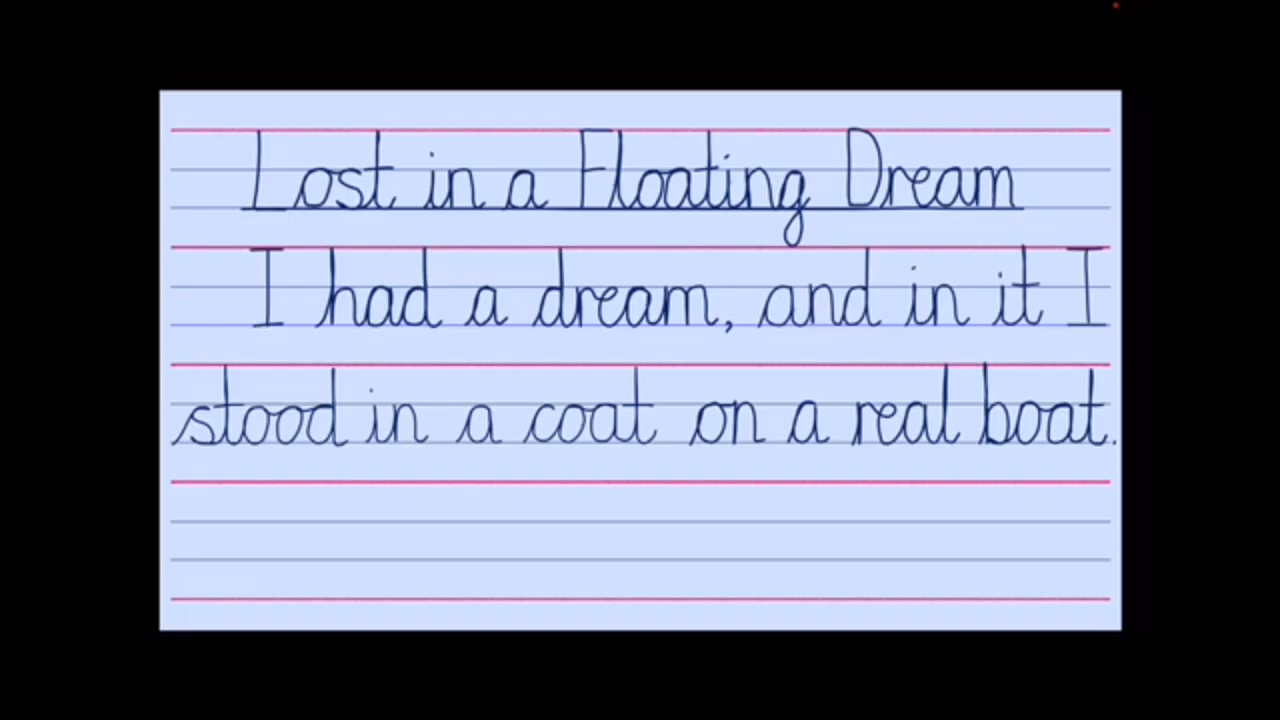 Lost in a Floating Dream
I had a dream, and in it I
stood in a coat on a real boat.